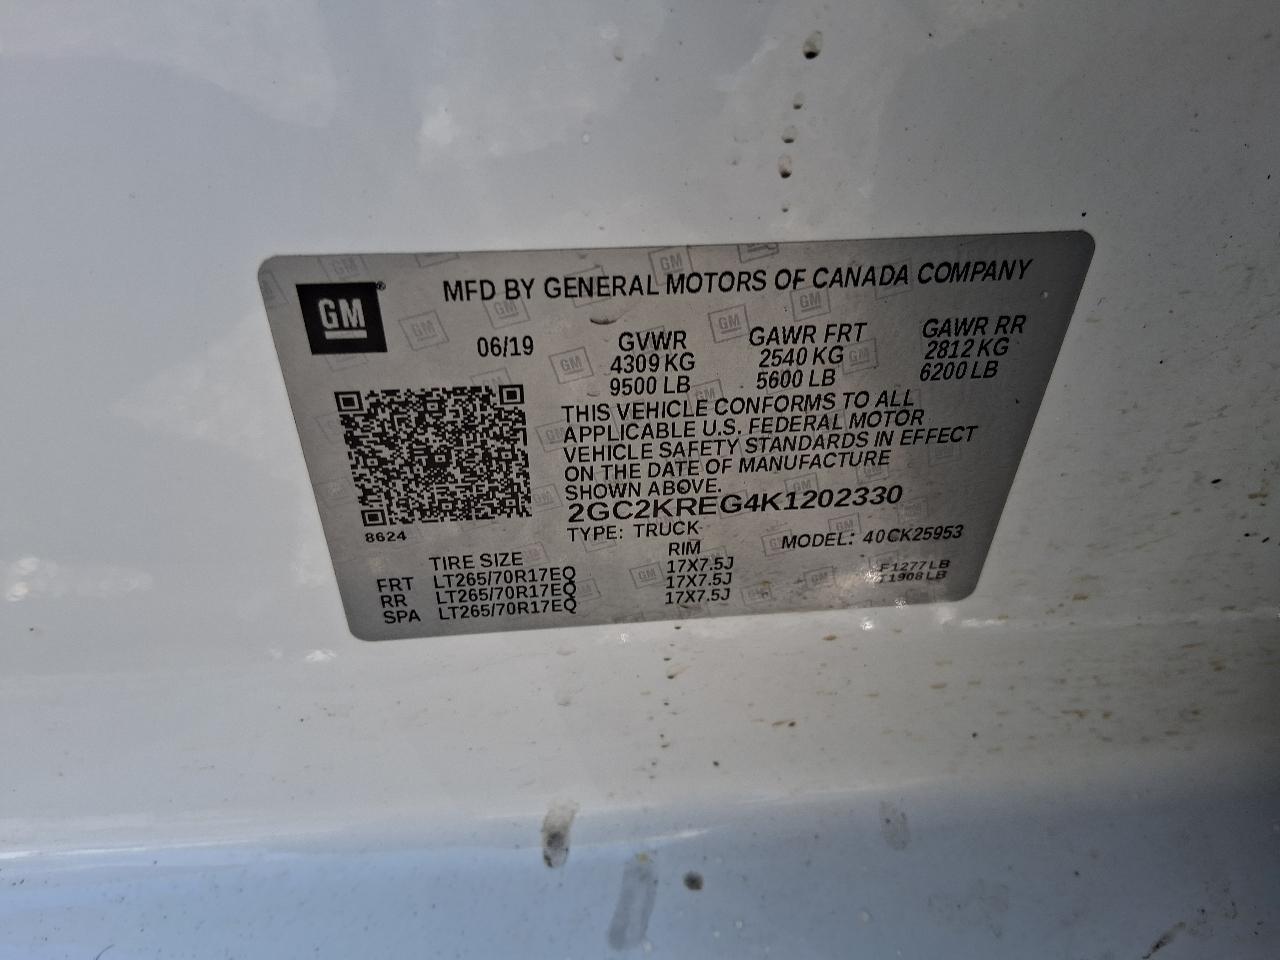 GM®
MFD BY GENERAL MOTORS OF CANADA COMPANY
06/19 GVWR GAWR FRT GAWR RR
4309 KG 2540 KG 2812 KG
9500 LB 5600 LB 6200 LB
THIS VEHICLE CONFORMS TO ALL
APPLICABLE U.S. FEDERAL MOTOR
VEHICLE SAFETY STANDARDS IN EFFECT
ON THE DATE OF MANUFACTURE
SHOWN ABOVE.
2GC2KREG4K1202330
8624
TYPE: TRUCK MODEL: 40CK25953
TIRE SIZE RIM
FRT LT265/70R17EQ 17X7.5J
RR LT265/70R17EQ 17X7.5J
SPA LT265/70R17EQ 17X7.5J
F1277LB
T1908LB